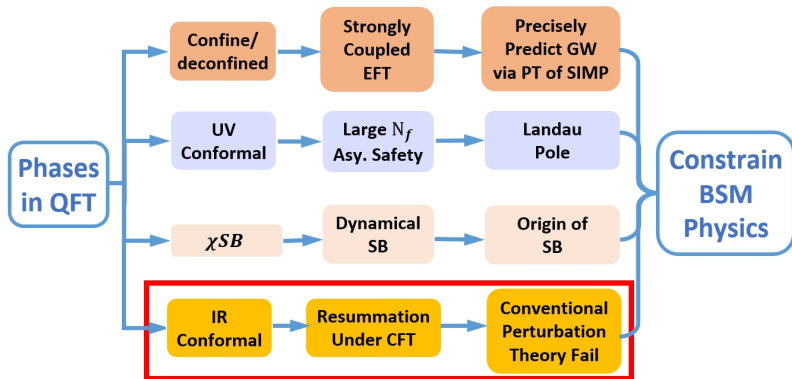 Phases
in QFT
Confine/
deconfined
Strongly
Coupled
EFT
Precisely
Predict GW
via PT of SIMP
UV
Conformal
Large N_f
Asy. Safety
Landau
Pole
χSB
Dynamical
SB
Origin of
SB
IR
Conformal
Resummation
Under CFT
Conventional
Perturbation
Theory Fail
Constrain
BSM
Physics